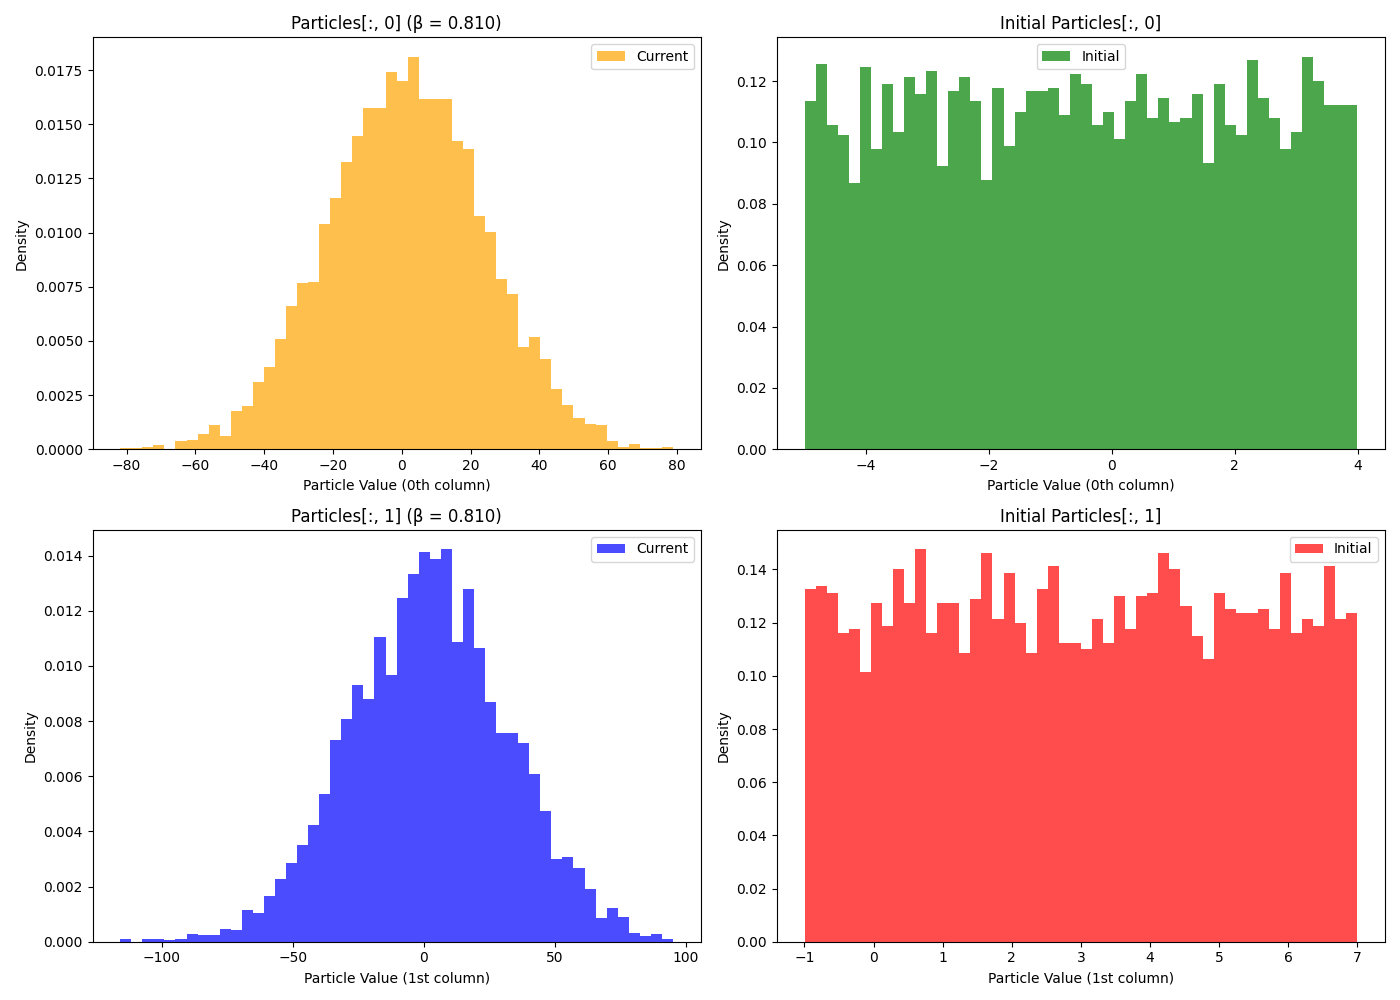 Particles[:, 0] (β = 0.810)
Current
Density
0.0175
0.0150
0.0125
0.0100
0.0075
0.0050
0.0025
0.0000
−80 −60 −40 −20 0 20 40 60 80
Particle Value (0th column)
Initial Particles[:, 0]
Initial
Density
0.12
0.10
0.08
0.06
0.04
0.02
0.00
−4 −2 0 2 4
Particle Value (0th column)
Particles[:, 1] (β = 0.810)
Current
Density
0.014
0.012
0.010
0.008
0.006
0.004
0.002
0.000
−100 −50 0 50 100
Particle Value (1st column)
Initial Particles[:, 1]
Initial
Density
0.14
0.12
0.10
0.08
0.06
0.04
0.02
0.00
−1 0 1 2 3 4 5 6 7
Particle Value (1st column)